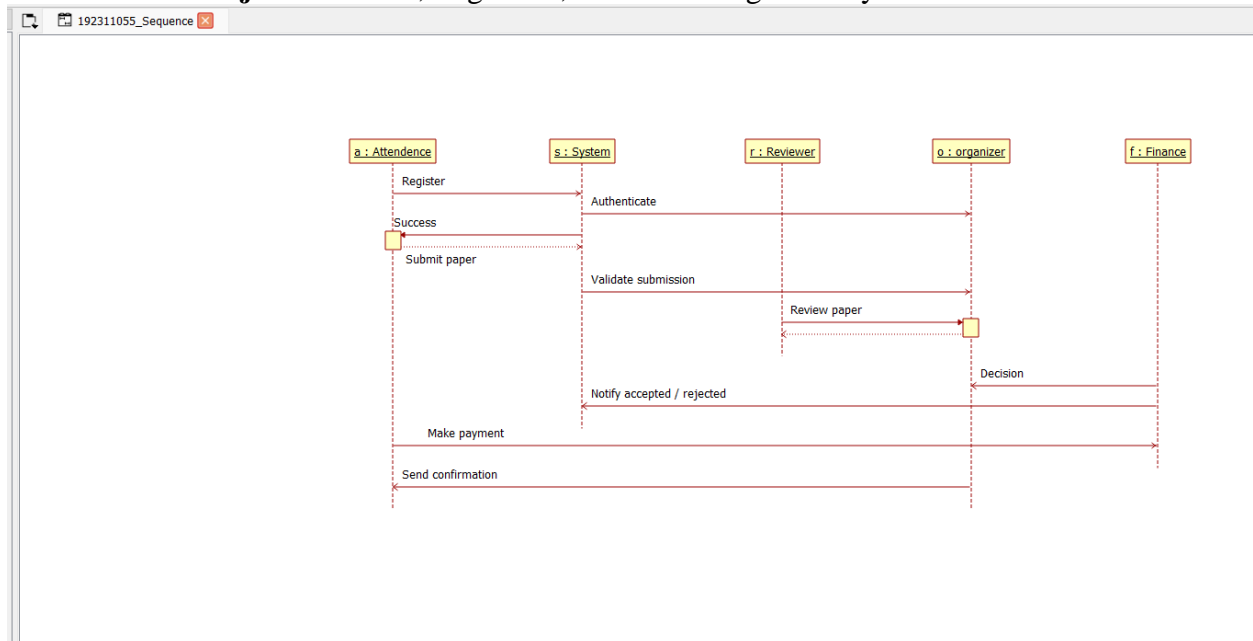 192311055_Sequence
a : Attendence
s : System
r : Reviewer
o : organizer
f : Finance
Register
Authenticate
Success
Submit paper
Validate submission
Review paper
Decision
Notify accepted / rejected
Make payment
Send confirmation